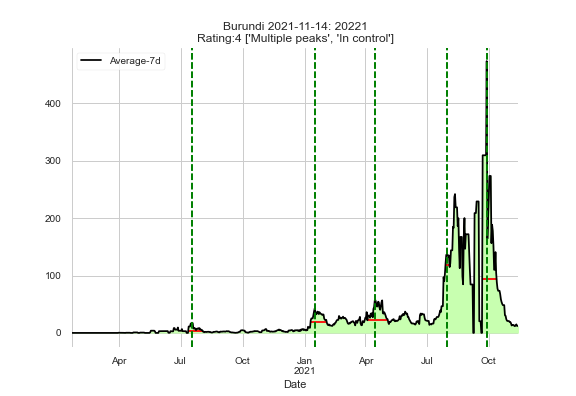 Burundi 2021-11-14: 20221
Rating:4 ['Multiple peaks', 'In control']
Average-7d
400
300
200
100
0
Apr Jul Oct Jan Apr Jul Oct
2021
Date